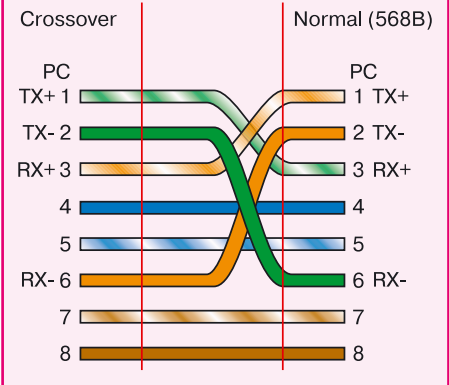 Crossover Normal (568B)
PC PC
TX+ 1 1 TX+
TX- 2 2 TX-
RX+ 3 3 RX+
4 4
5 5
RX- 6 6 RX-
7 7
8 8